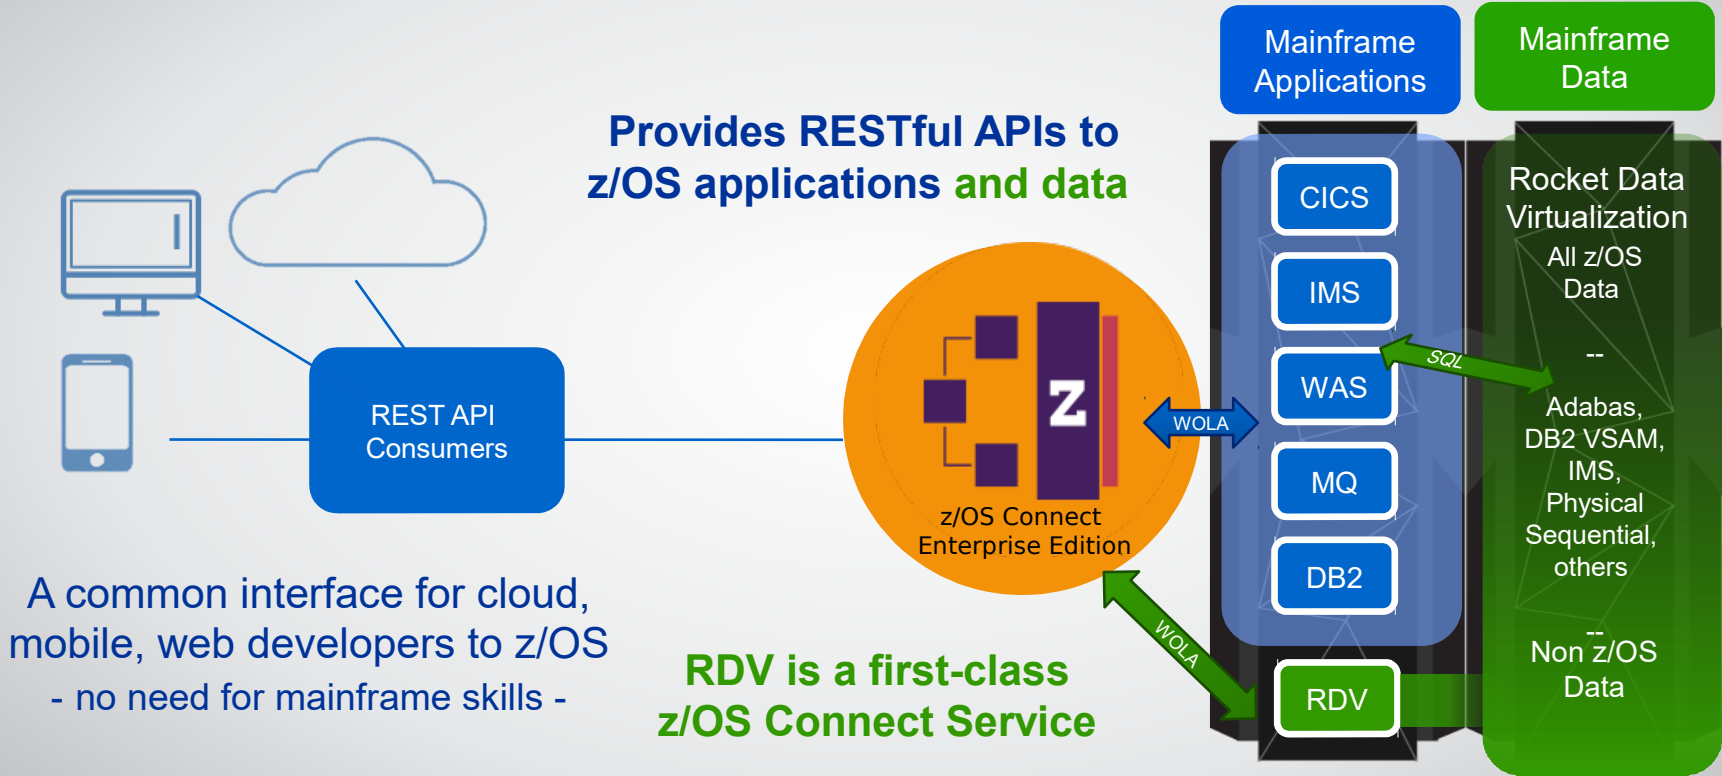 Mainframe
Applications
Mainframe
Data
Provides RESTful APIs to
z/OS applications and data
REST API
Consumers
Z
z/OS Connect
Enterprise Edition
WOLA
WOLA
SQL
CICS
IMS
WAS
MQ
DB2
RDV
Rocket Data
Virtualization
All z/OS
Data
--
Adabas,
DB2 VSAM,
IMS,
Physical
Sequential,
others
--
Non z/OS
Data
A common interface for cloud,
mobile, web developers to z/OS
- no need for mainframe skills -
RDV is a first-class
z/OS Connect Service